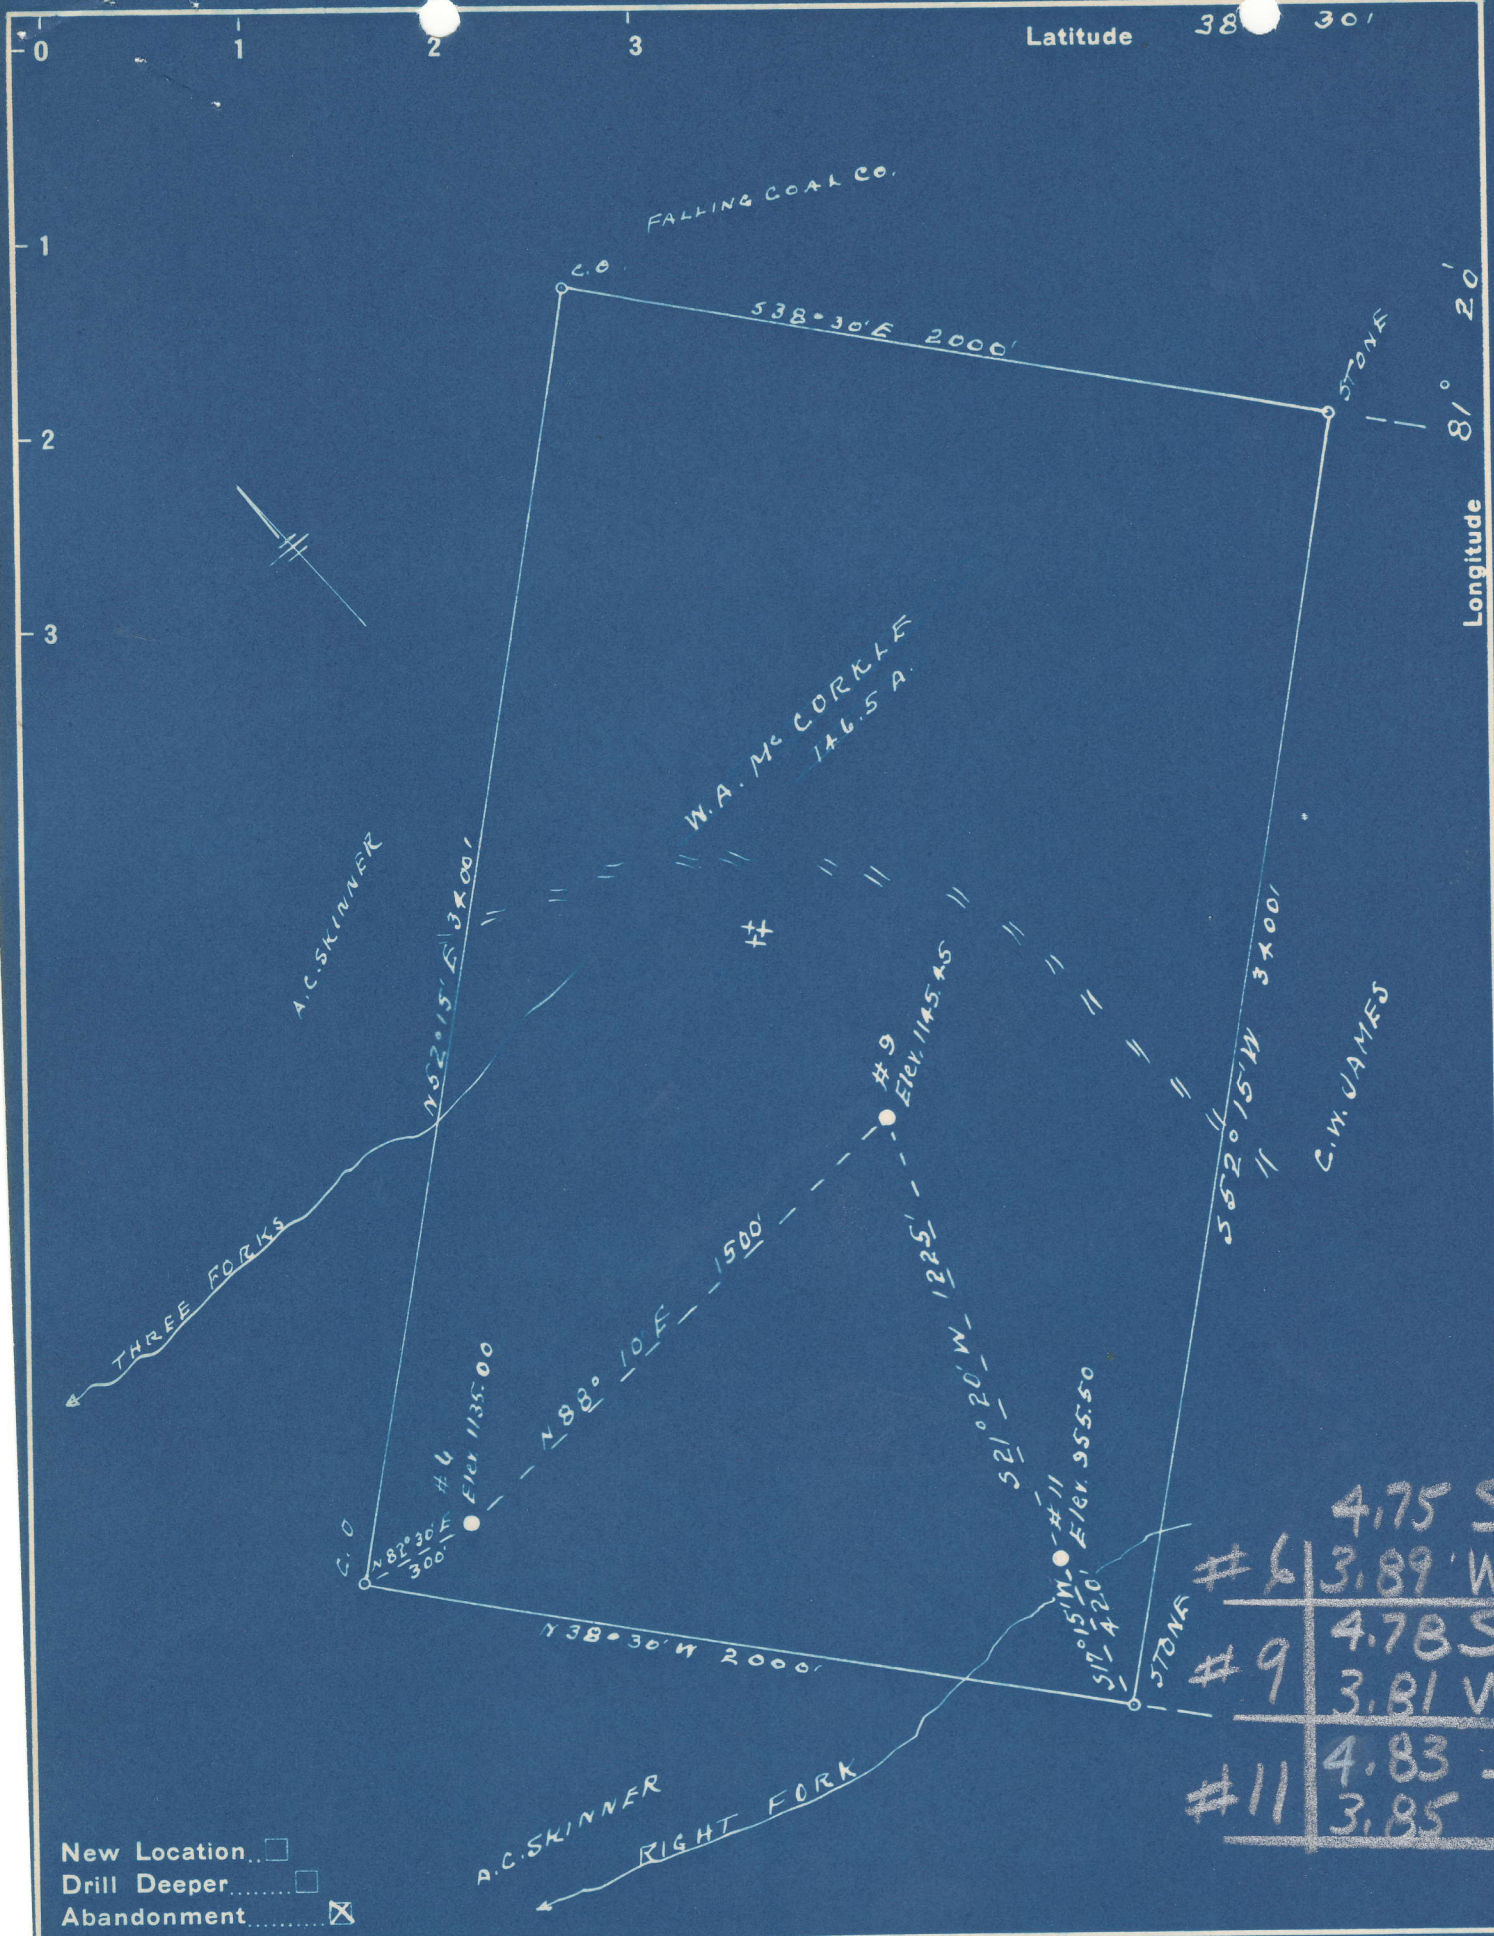 0 1 2 3 Latitude 38 30'
1
2
3
81° 20'
Longitude
FALLING COAL CO.
C.O.
S38°30'E 2000'
STONE
W.A. McCORKLE
146.5 A.
A.C. SKINNER
N52°15'E 3400'
S52°15'W 3400'
C.W. JAMES
#9
Elev. 1145.45
THREE FORKS
1500'
N88° 10'E
S21° 20' W 1225'
#6
Elev. 1135.00
#11
Elev. 955.50
C.O
N82°30'E
300'
S17°15'W
420'
STONE
N38°30'W 2000'
A.C. SKINNER
RIGHT FORK
4.75 S
#6 3.89 W
4.78 S
#9 3.81 W
4.83
#11 3.85
New Location..
Drill Deeper........
Abandonment.......... X